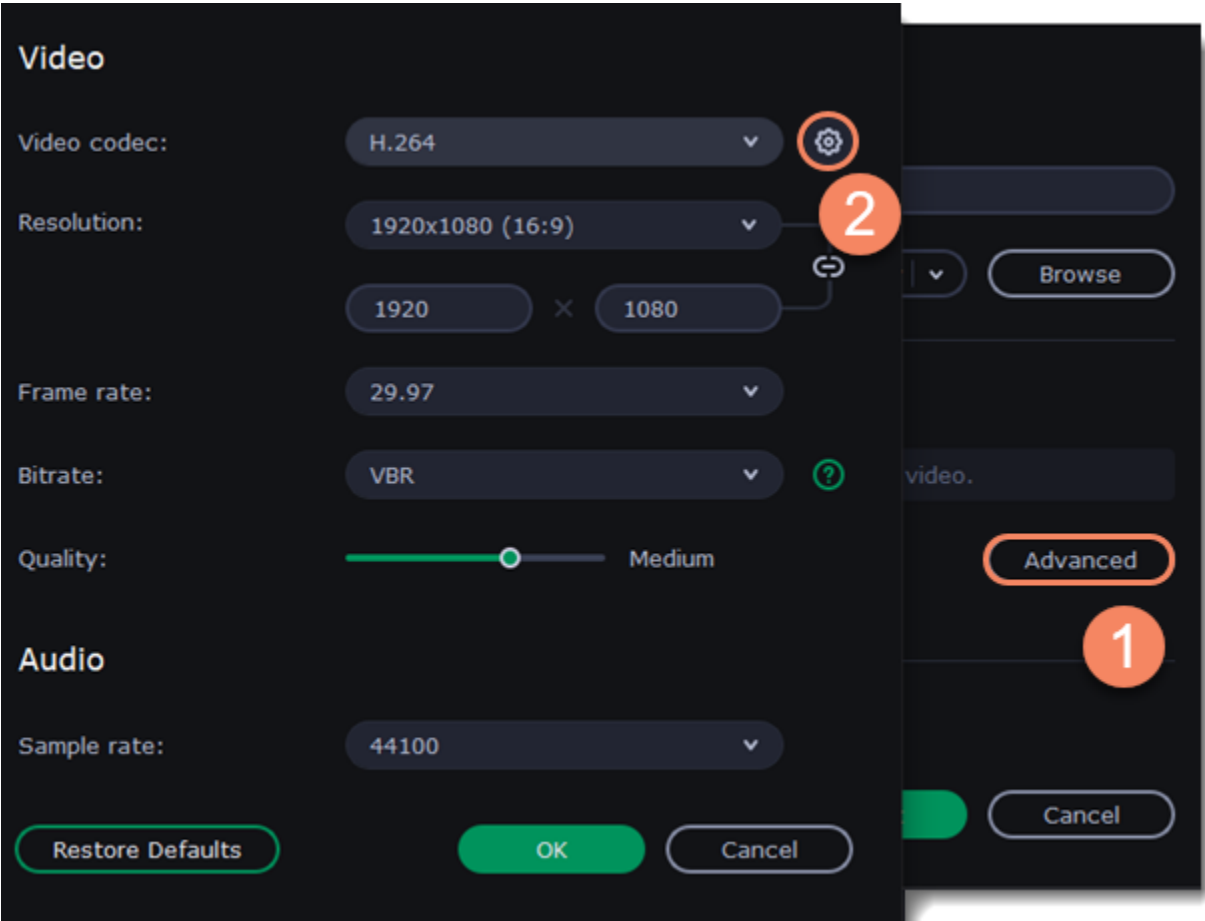 Video
Video codec: H.264
2
Resolution: 1920x1080 (16:9)
1920 × 1080
Browse
Frame rate: 29.97
Bitrate: VBR ?
video.
Quality: Medium
Advanced
1
Audio
Sample rate: 44100
Cancel
Restore Defaults OK Cancel